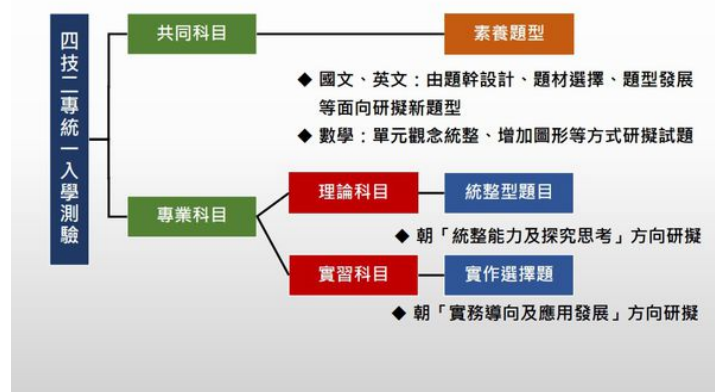 四技二專統一入學測驗
共同科目
素養題型
◆ 國文、英文：由題幹設計、題材選擇、題型發展
等面向研擬新題型
◆ 數學：單元觀念統整、增加圖形等方式研擬試題
專業科目
理論科目
統整型題目
◆ 朝「統整能力及探究思考」方向研擬
實習科目
實作選擇題
◆ 朝「實務導向及應用發展」方向研擬